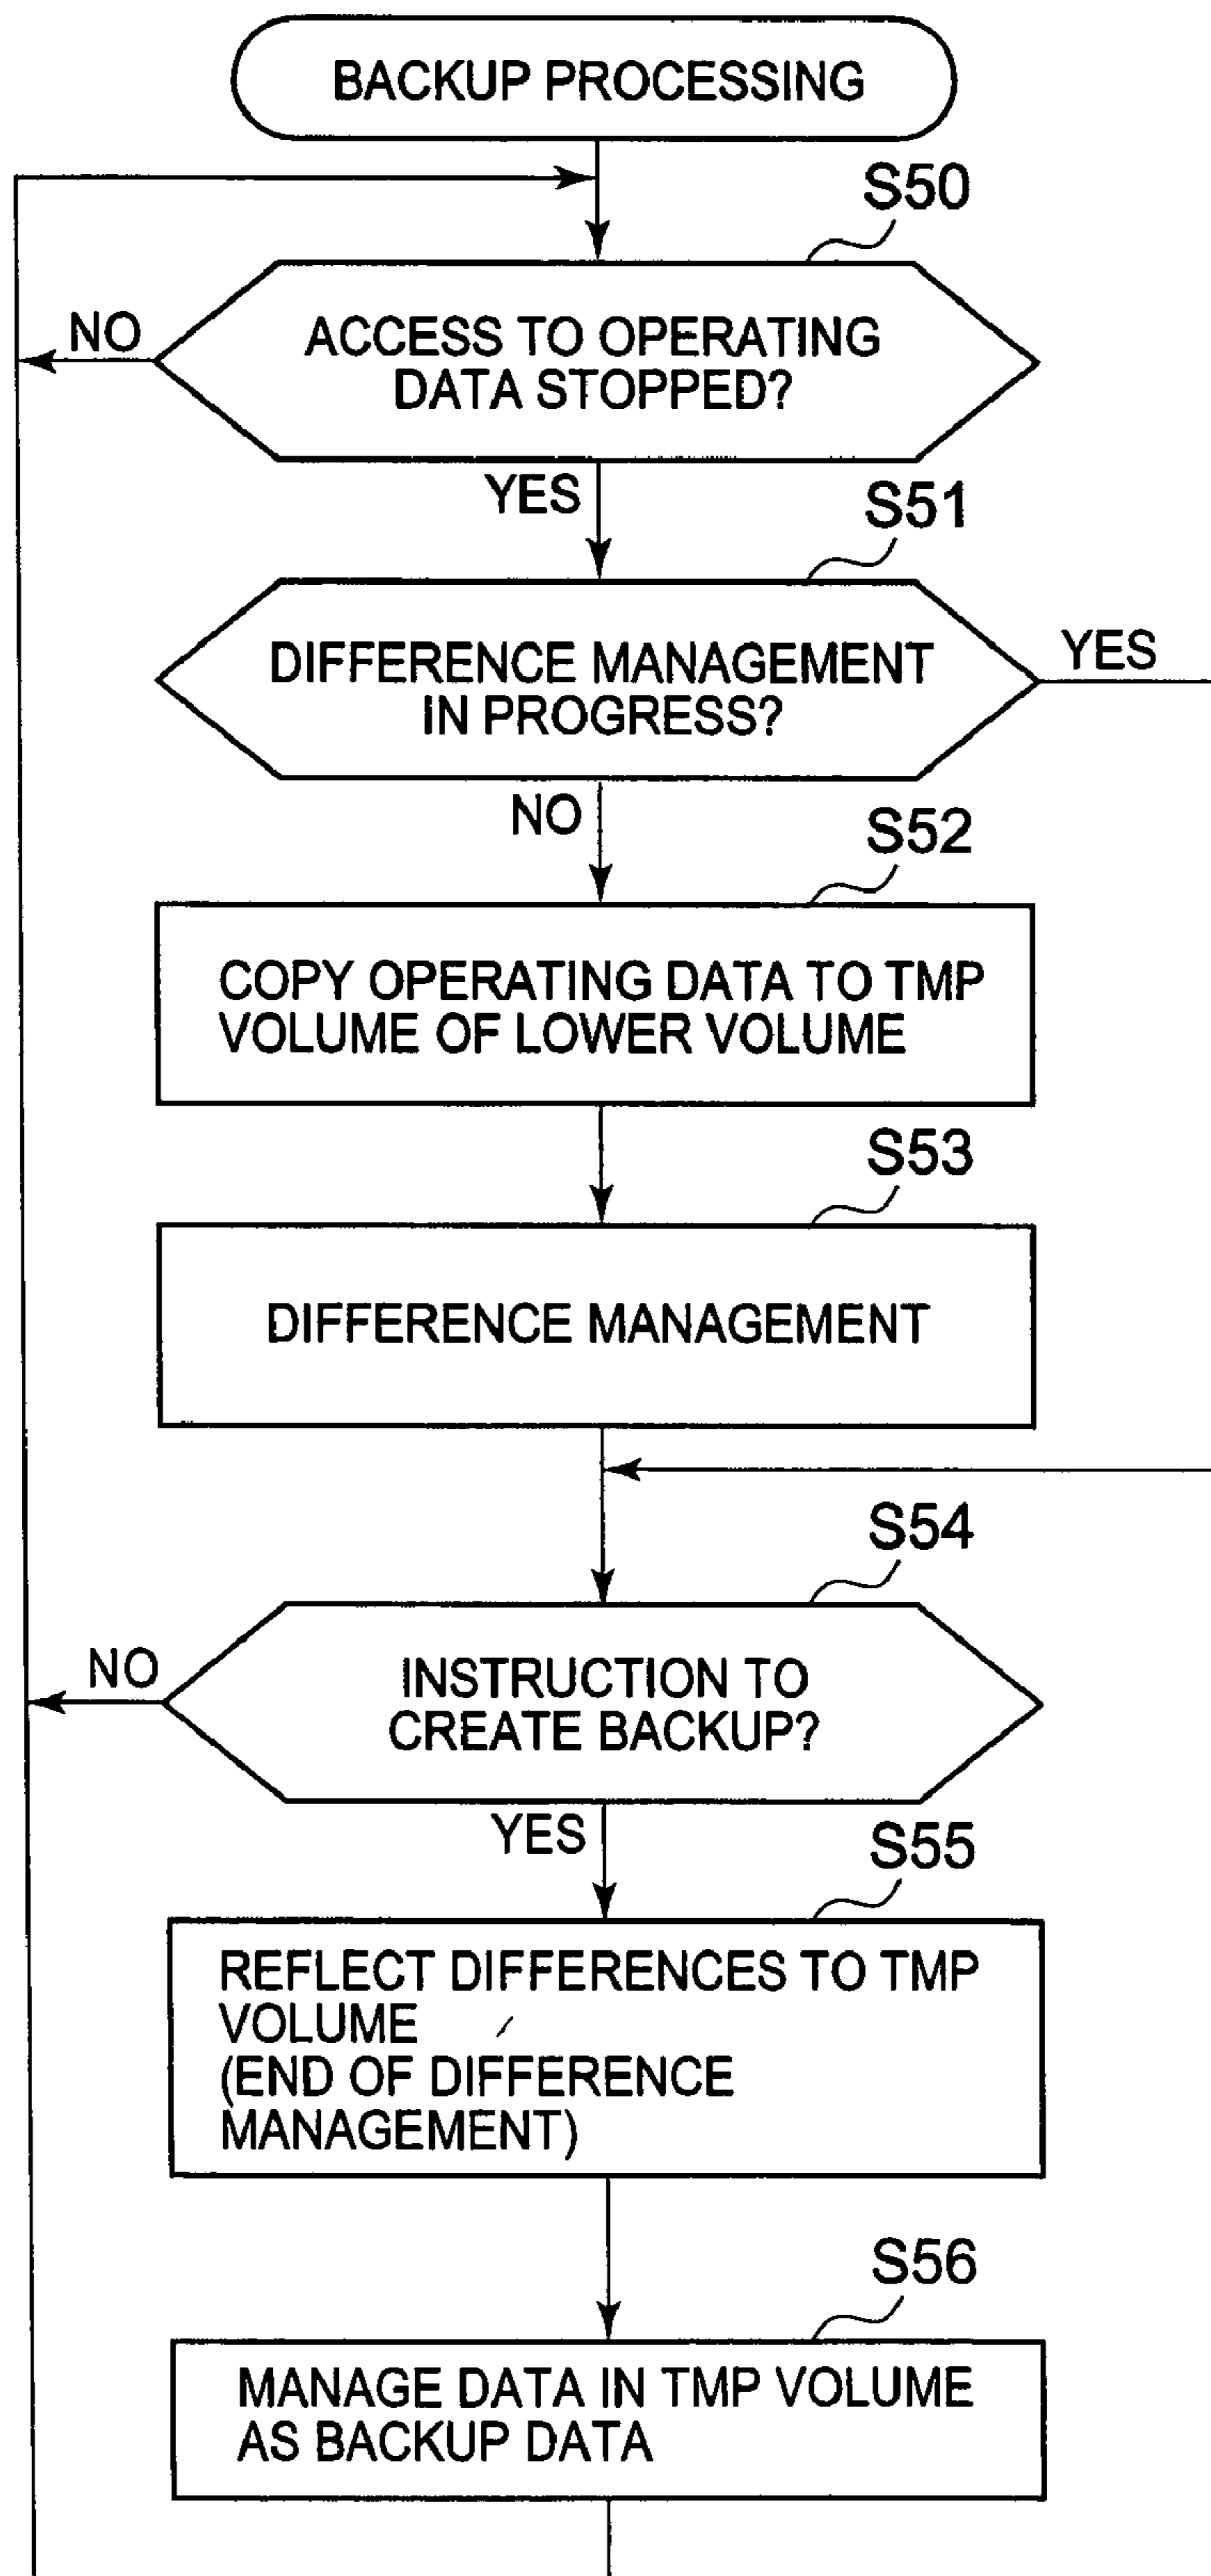 BACKUP PROCESSING
S50
NO
ACCESS TO OPERATING
DATA STOPPED?
YES
S51
DIFFERENCE MANAGEMENT
IN PROGRESS?
YES
NO
S52
COPY OPERATING DATA TO TMP
VOLUME OF LOWER VOLUME
S53
DIFFERENCE MANAGEMENT
S54
NO
INSTRUCTION TO
CREATE BACKUP?
YES
S55
REFLECT DIFFERENCES TO TMP
VOLUME
(END OF DIFFERENCE
MANAGEMENT)
S56
MANAGE DATA IN TMP VOLUME
AS BACKUP DATA